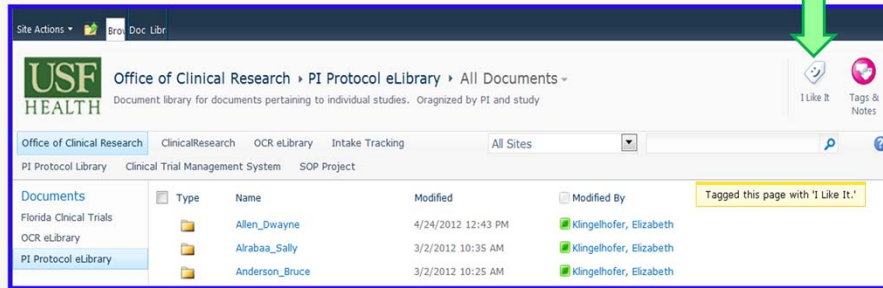 Site Actions Brov Doc Libr
USF HEALTH
Office of Clinical Research › PI Protocol eLibrary › All Documents
Document library for documents pertaining to individual studies. Oragnized by PI and study
I Like It
Tags & Notes
Office of Clinical Research ClinicalResearch OCR eLibrary Intake Tracking All Sites
PI Protocol Library Clinical Trial Management System SOP Project
Documents
Florida Clnical Trials
OCR eLibrary
PI Protocol eLibrary
Type Name Modified Modified By
Tagged this page with 'I Like It.'
Allen_Dwayne 4/24/2012 12:43 PM Klingelhofer, Elizabeth
Alrabaa_Sally 3/2/2012 10:35 AM Klingelhofer, Elizabeth
Anderson_Bruce 3/2/2012 10:25 AM Klingelhofer, Elizabeth